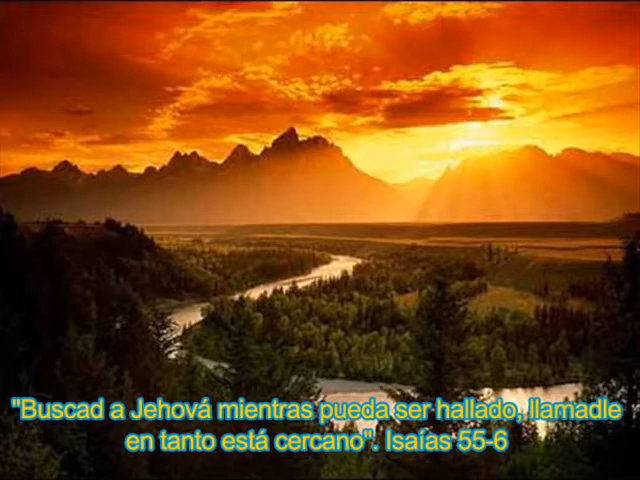 "Buscad a Jehová mientras pueda ser hallado, llamadle
en tanto está cercano". Isaías 55-6